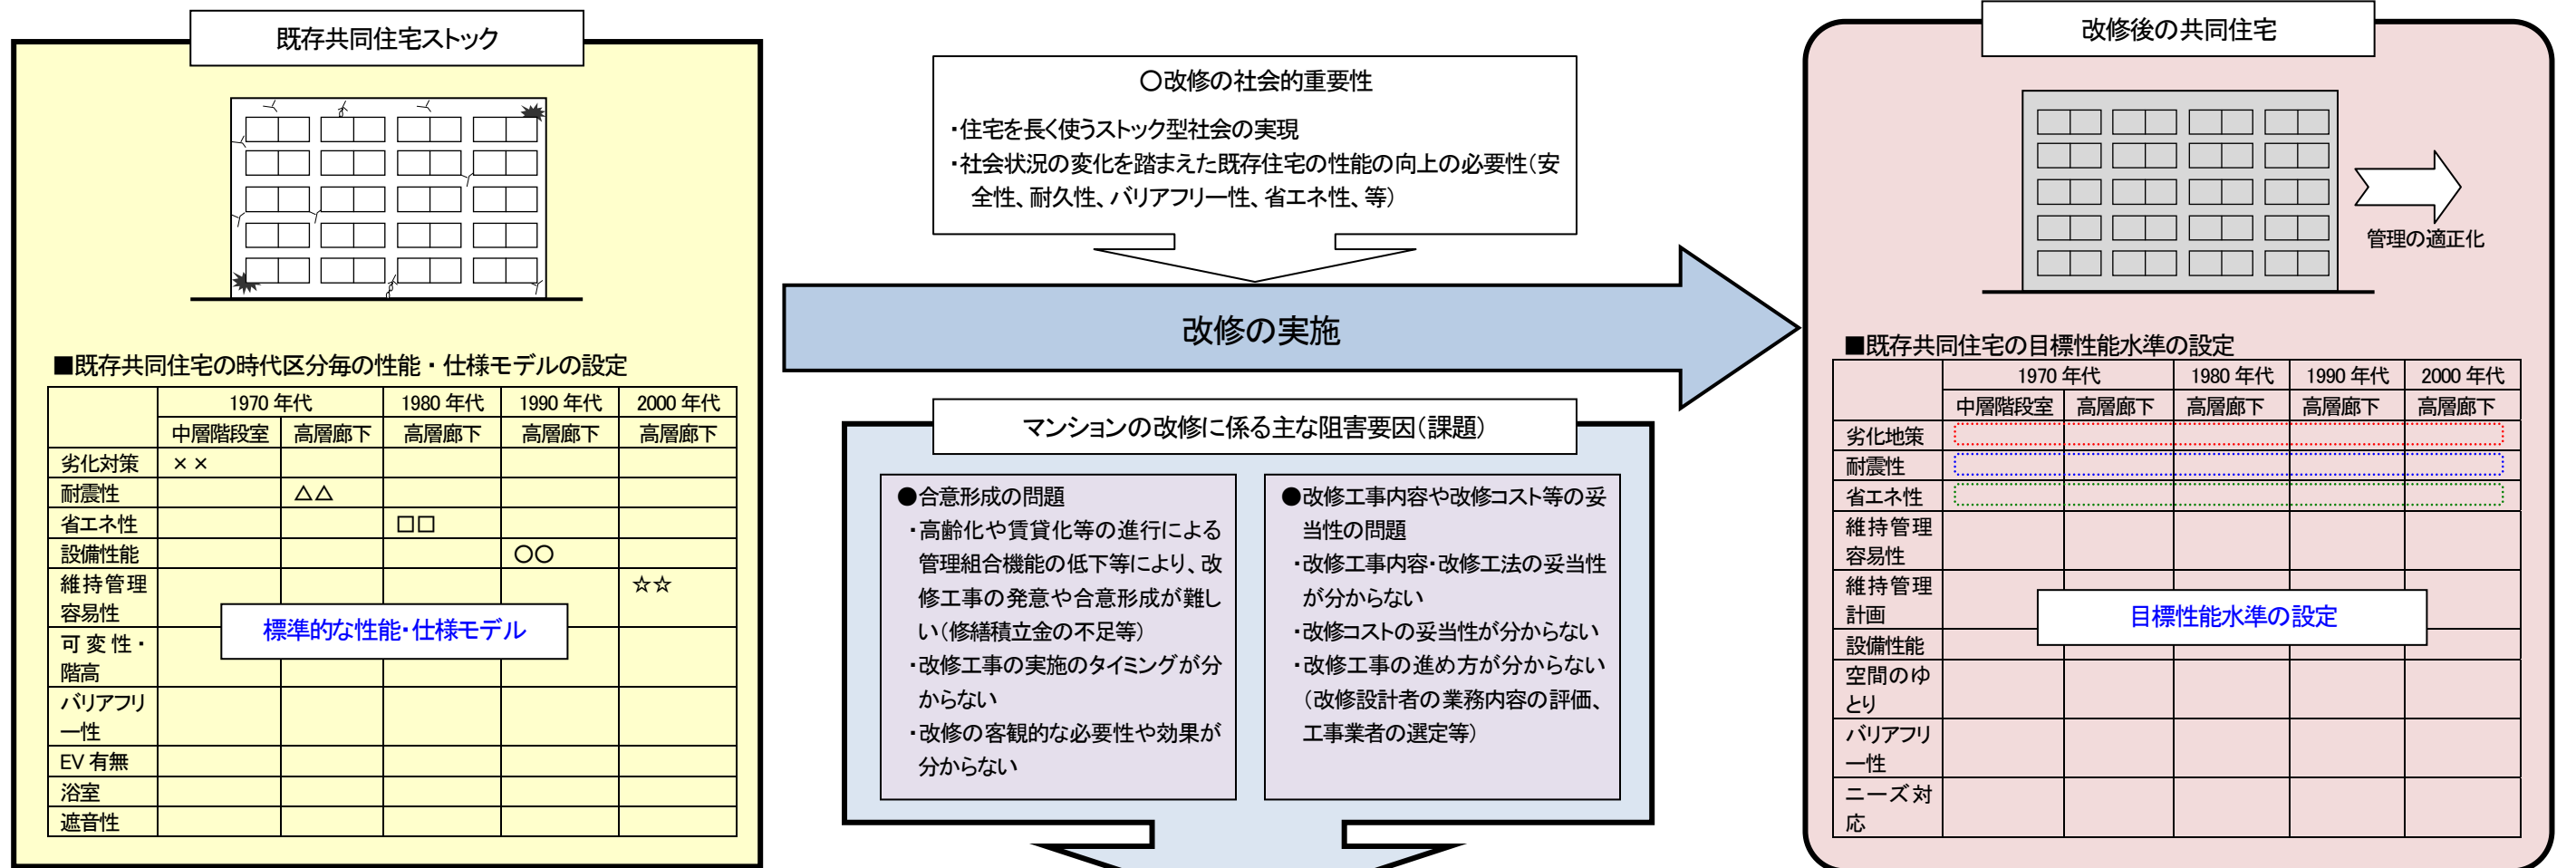 既存共同住宅ストック
■既存共同住宅の時代区分毎の性能・仕様モデルの設定
1970 年代 1980 年代 1990 年代 2000 年代
中層階段室 高層廊下 高層廊下 高層廊下 高層廊下
劣化対策 ××
耐震性 △△
省エネ性 □□
設備性能 〇〇
維持管理 ☆☆
容易性
可変性・
階高
標準的な性能・仕様モデル
バリアフリ
ー性
EV 有無
浴室
遮音性
〇改修の社会的重要性
・住宅を長く使うストック型社会の実現
・社会状況の変化を踏まえた既存住宅の性能の向上の必要性(安
全性、耐久性、バリアフリー性、省エネ性、等)
改修の実施
マンションの改修に係る主な阻害要因(課題)
●合意形成の問題
・高齢化や賃貸化等の進行による
管理組合機能の低下等により、改
修工事の発意や合意形成が難し
い(修繕積立金の不足等)
・改修工事の実施のタイミングが分
からない
・改修の客観的な必要性や効果が
分からない
●改修工事内容や改修コスト等の妥
当性の問題
・改修工事内容・改修工法の妥当性
が分からない
・改修コストの妥当性が分からない
・改修工事の進め方が分からない
(改修設計者の業務内容の評価、
工事業者の選定等)
改修後の共同住宅
管理の適正化
■既存共同住宅の目標性能水準の設定
1970 年代 1980 年代 1990 年代 2000 年代
中層階段室 高層廊下 高層廊下 高層廊下 高層廊下
劣化地策
耐震性
省エネ性
維持管理
容易性
維持管理
計画
目標性能水準の設定
設備性能
空間のゆ
とり
バリアフリ
ー性
ニーズ対
応